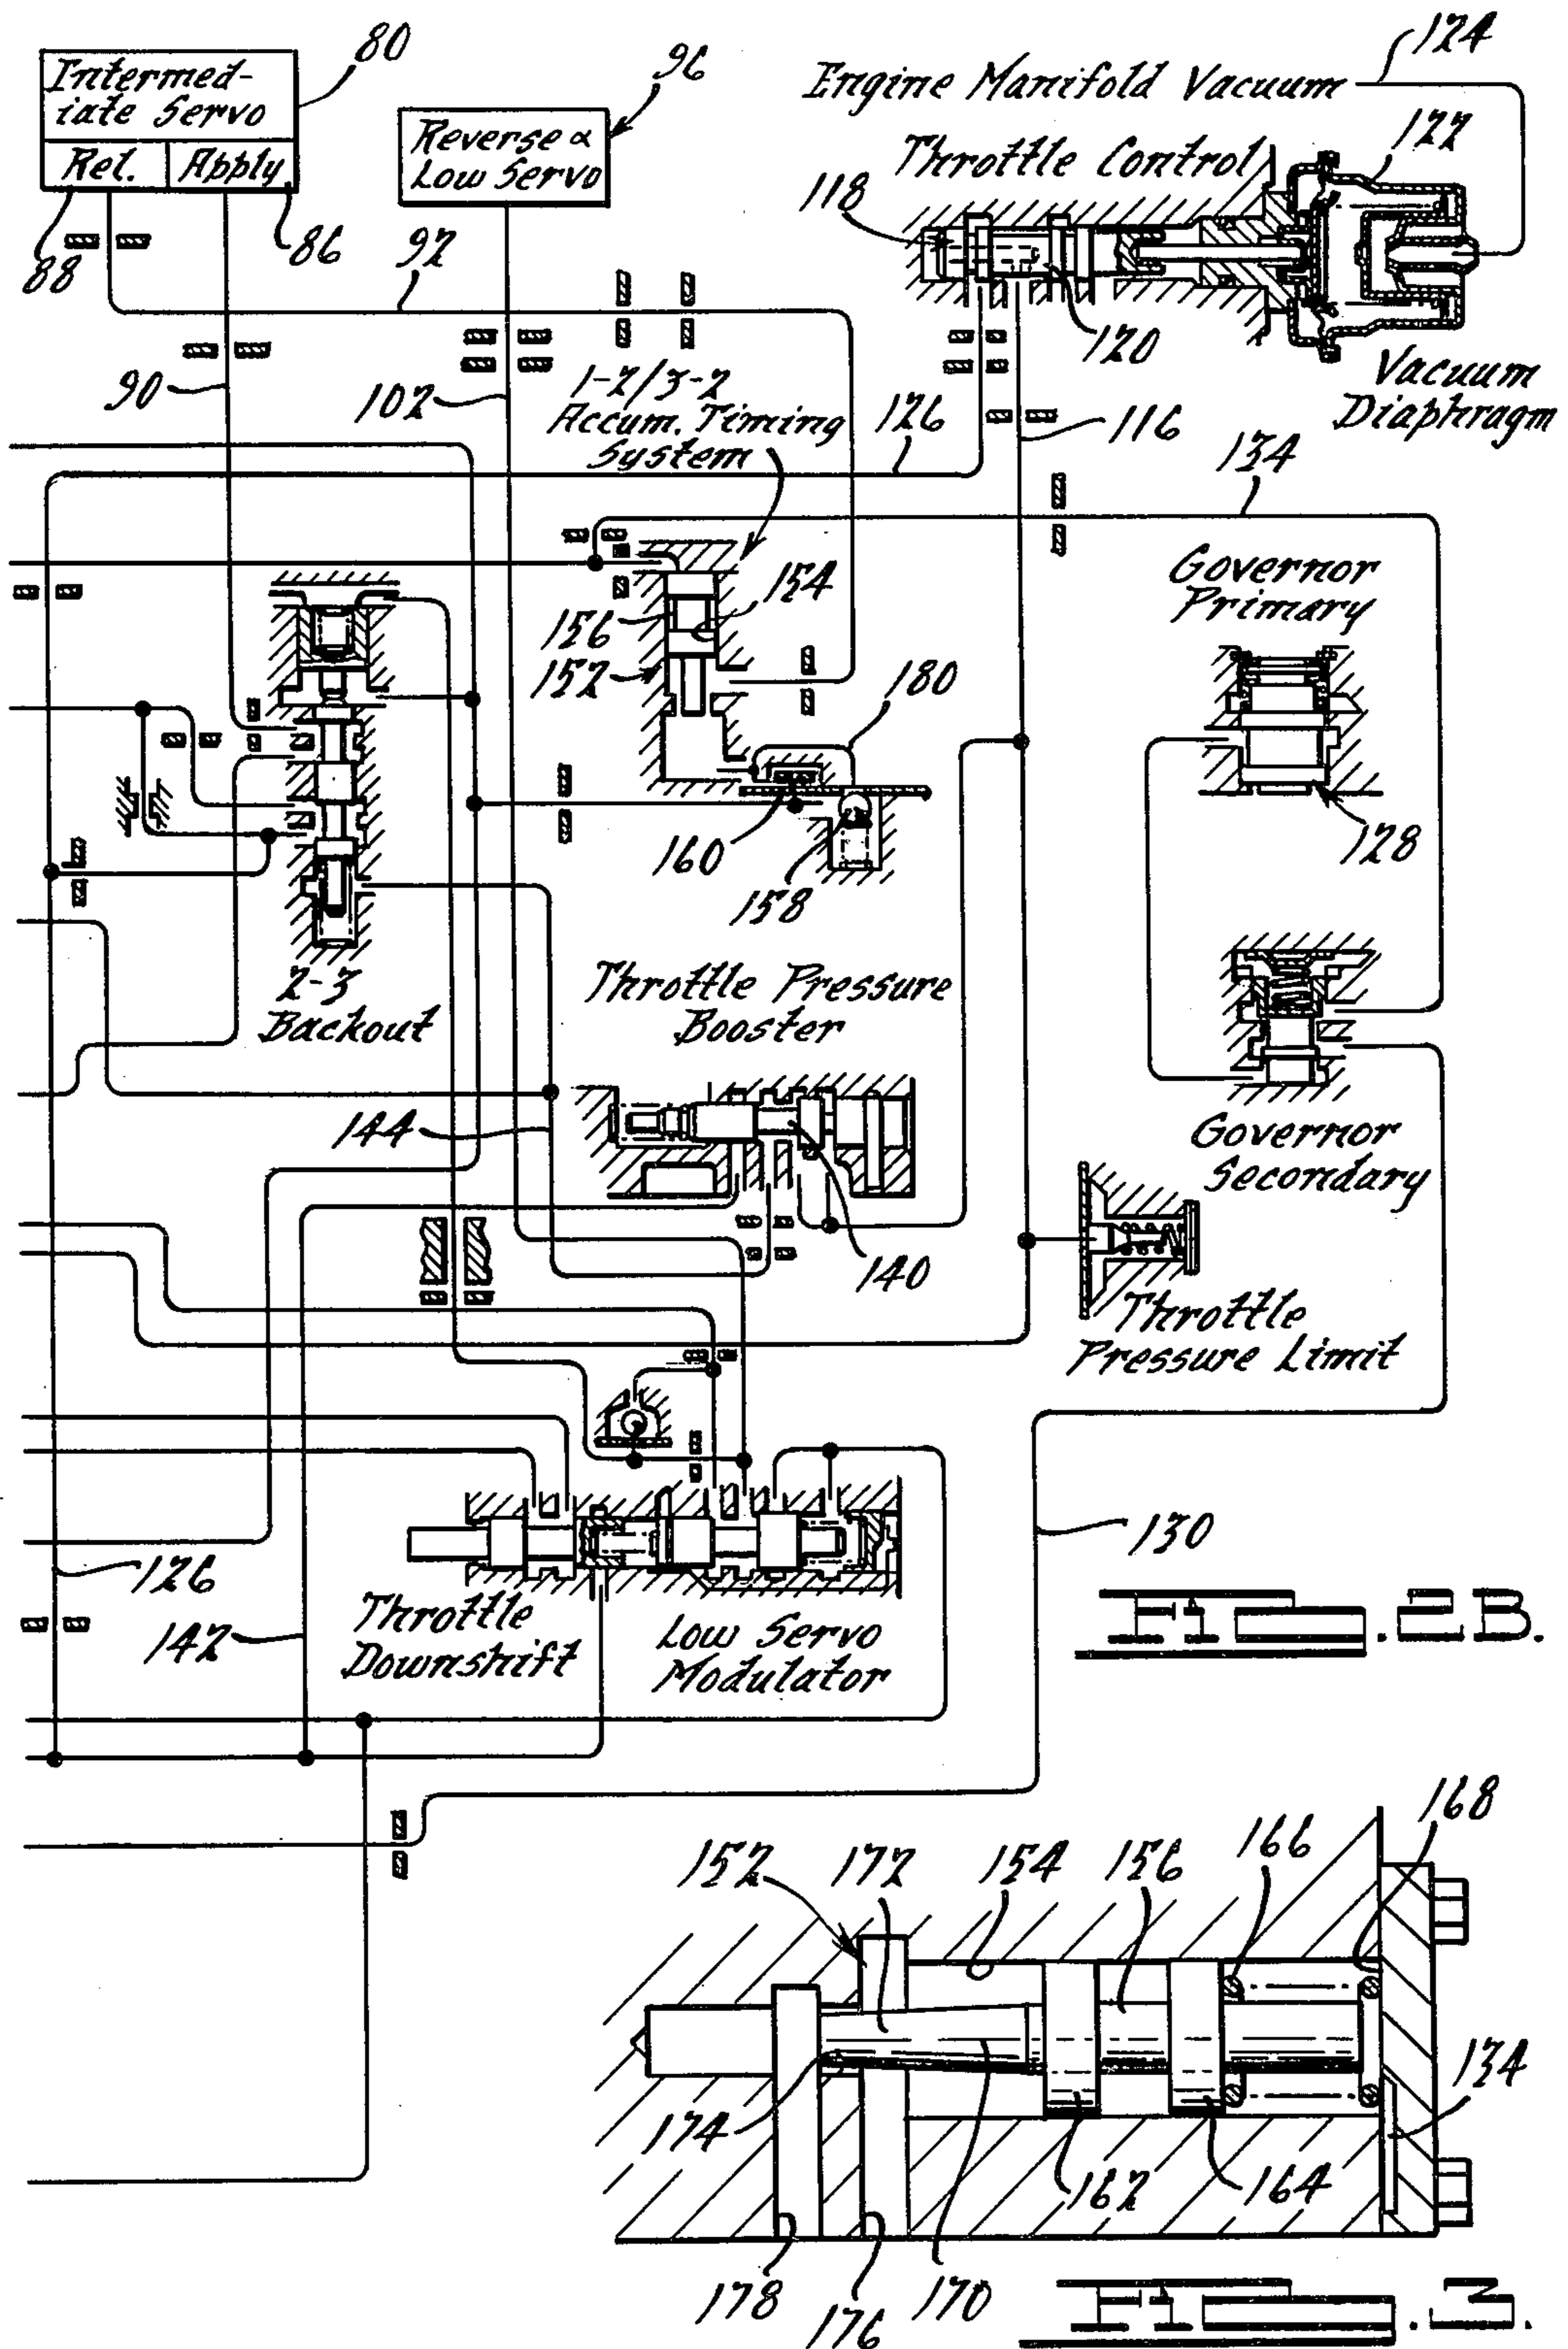 80
Intermed-
iate Servo
Rel. Apply
88
86
96
Reverse &
Low Servo
92
90
102
Engine Manifold Vacuum
124
Throttle Control
122
118
120
Vacuum
Diaphragm
1-2/3-2
Accum. Timing
System
126
116
134
154
156
152
180
160
158
Governor
Primary
128
2-3
Backout
Throttle Pressure
Booster
144
140
Governor
Secondary
Throttle
Pressure Limit
130
126
142
Throttle
Downshift
Low Servo
Modulator
FIG. 2B.
152
172
154
156
166
168
134
174
162
164
178
176
170
FIG. 3.